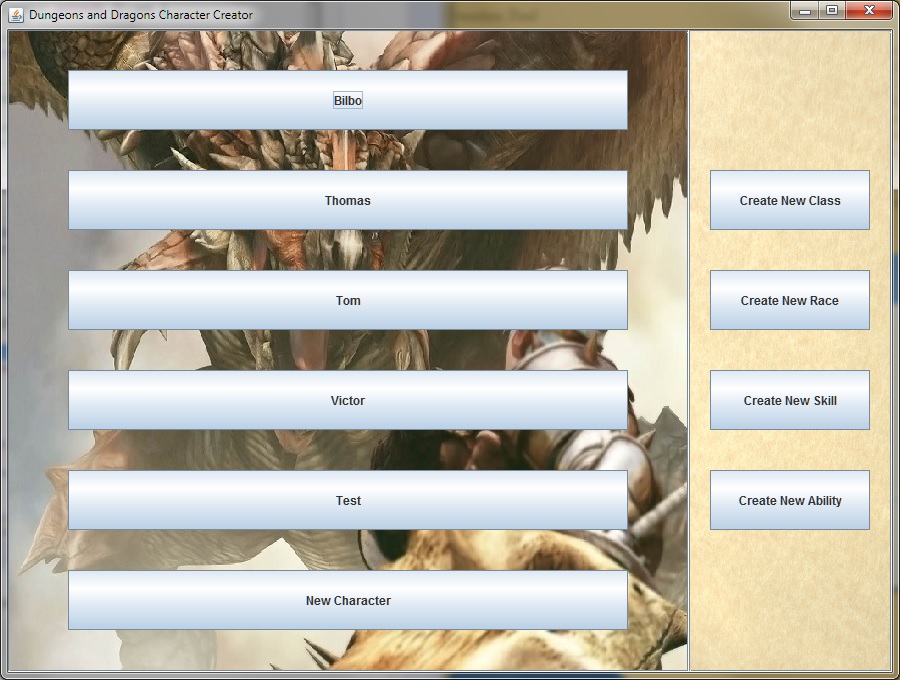 Dungeons and Dragons Character Creator
Bilbo
Thomas
Create New Class
Tom
Create New Race
Victor
Create New Skill
Test
Create New Ability
New Character